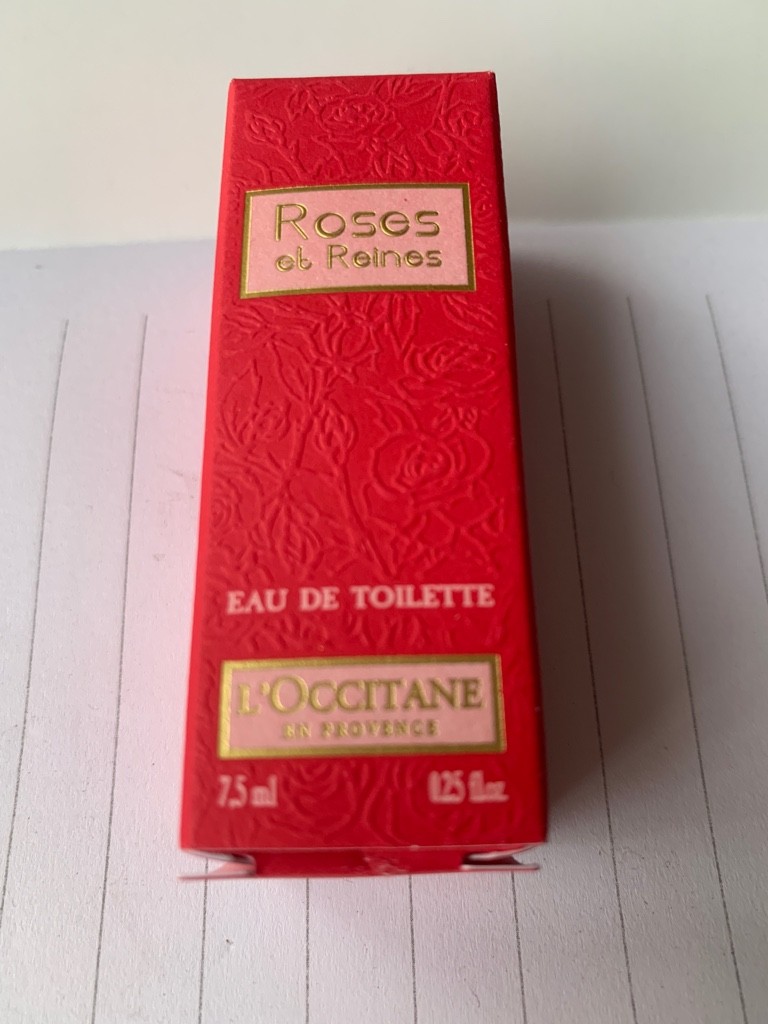 Roses
et Reines
EAU DE TOILETTE
L'OCCITANE
EN PROVENCE
7.5 ml 0.25 fl.oz.